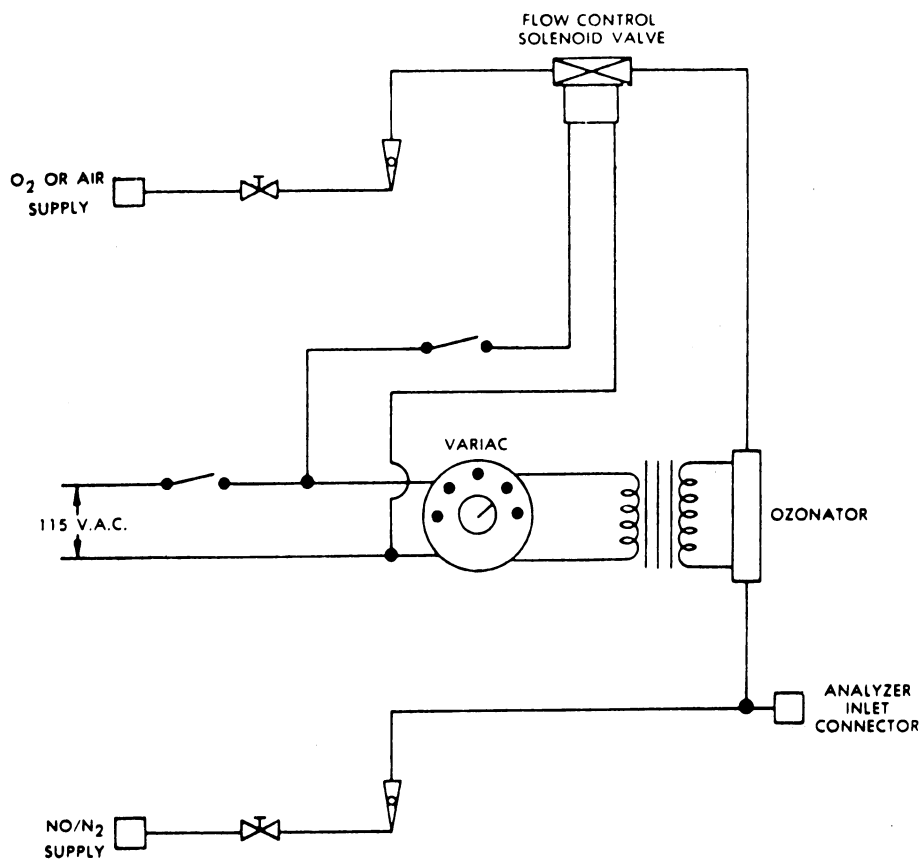 FLOW CONTROL
SOLENOID VALVE
O2 OR AIR
SUPPLY
VARIAC
115 V.A.C.
OZONATOR
ANALYZER
INLET
CONNECTOR
NO/N2
SUPPLY